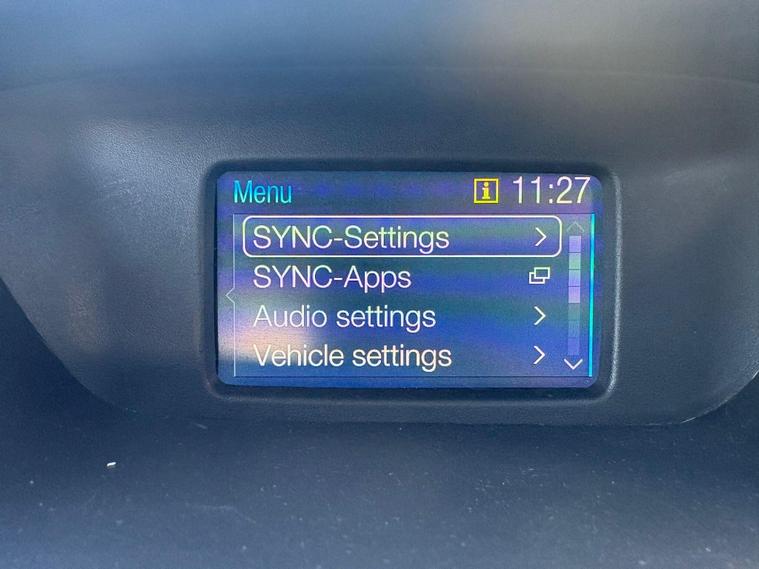 Menu i 11:27
SYNC-Settings
SYNC-Apps
Audio settings
Vehicle settings